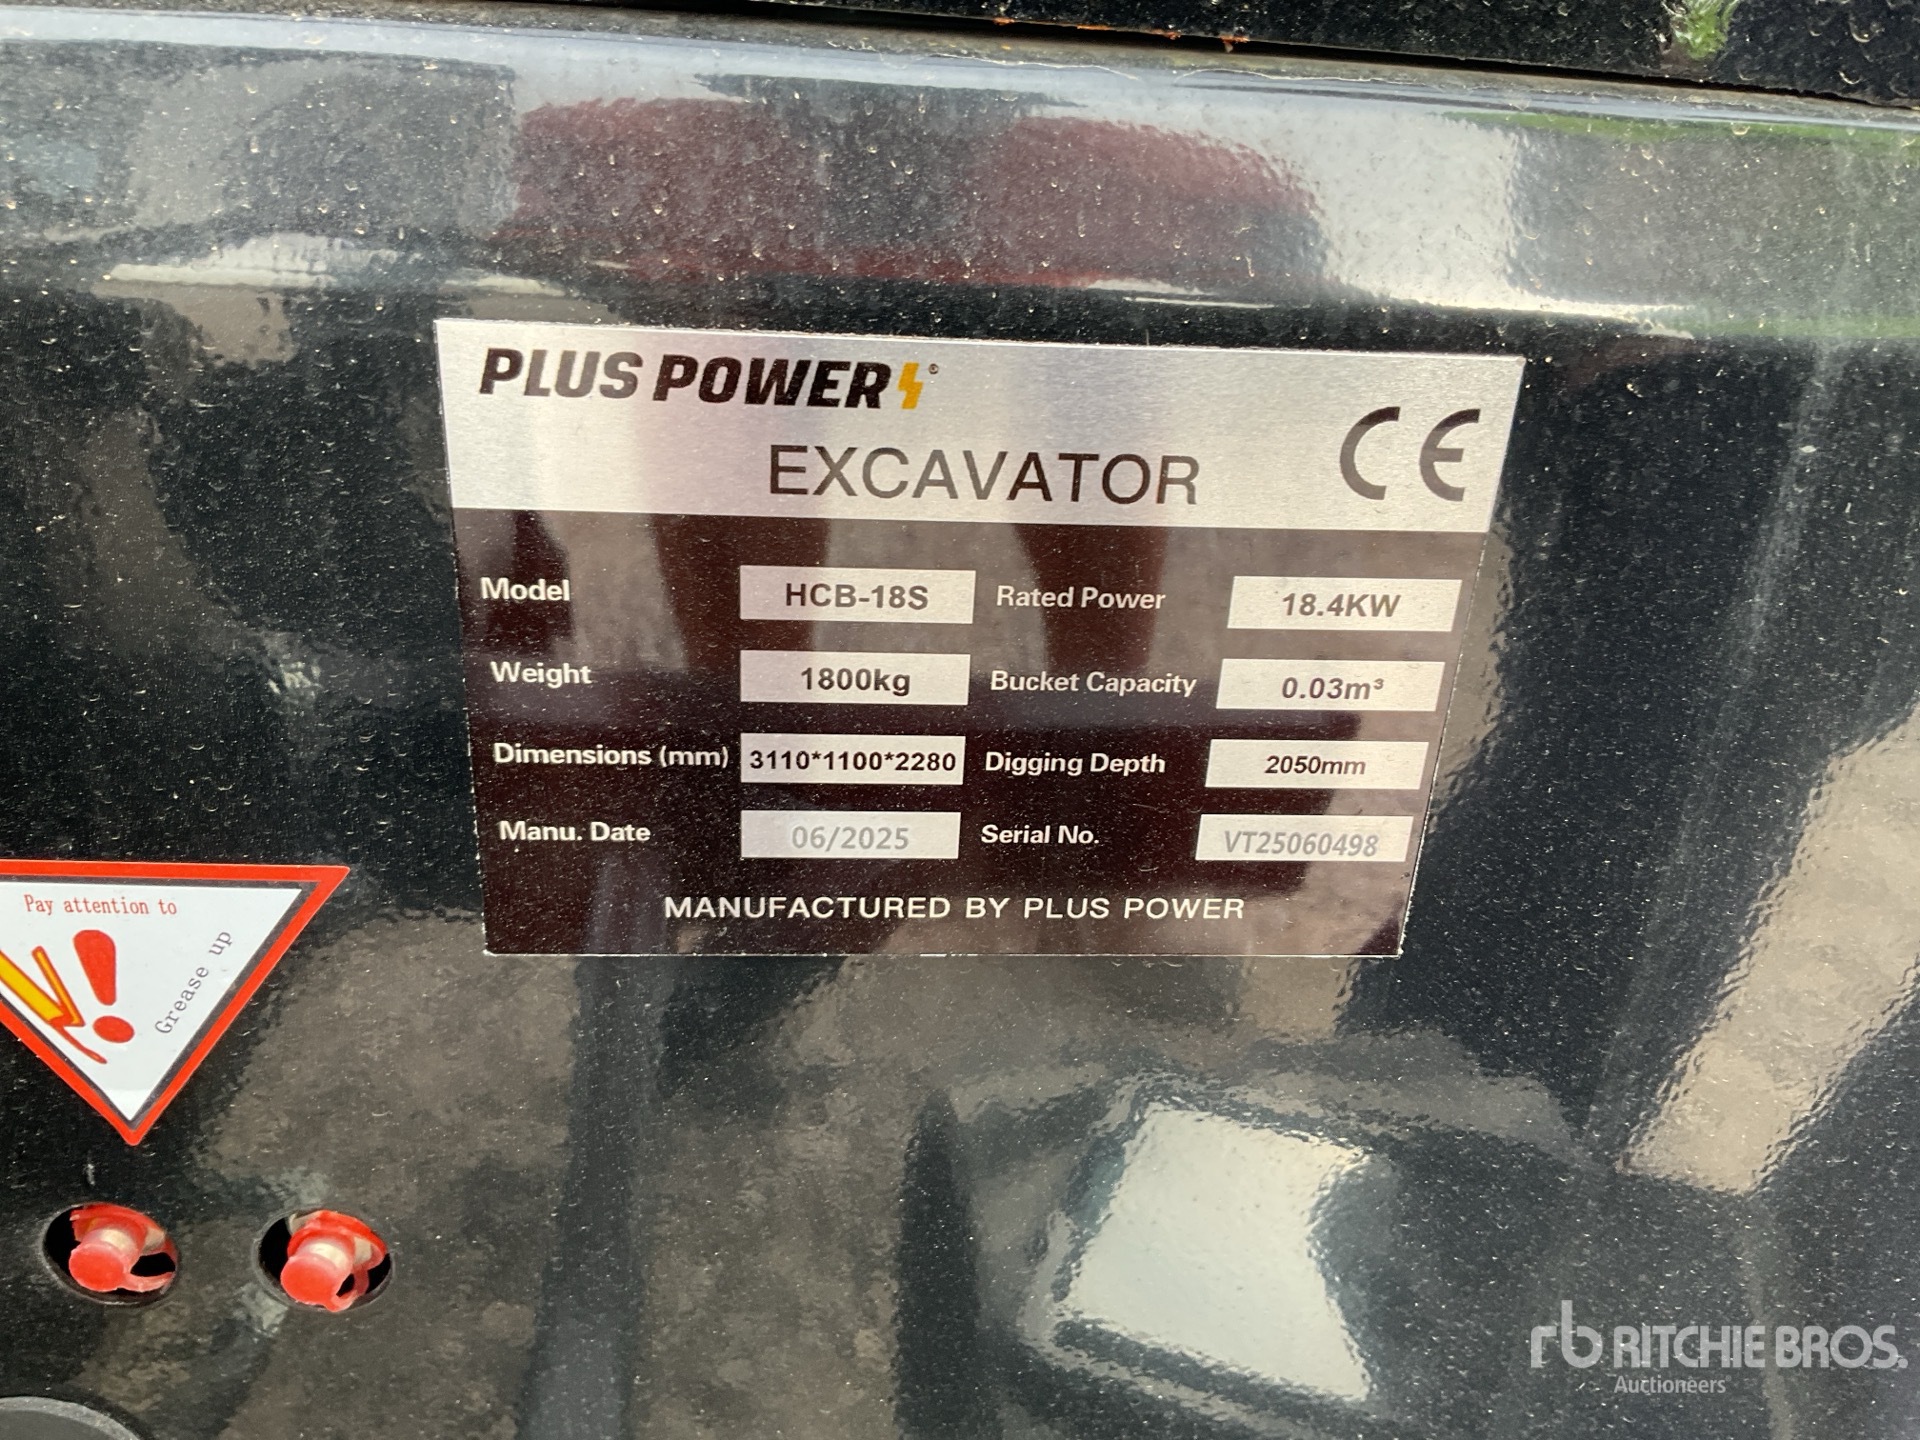 PLUS POWER®
EXCAVATOR
CE
Model HCB-18S Rated Power 18.4KW
Weight 1800kg Bucket Capacity 0.03m³
Dimensions (mm) 3110*1100*2280 Digging Depth 2050mm
Manu. Date 06/2025 Serial No. VT25060498
MANUFACTURED BY PLUS POWER
Pay attention to
Grease up
rb RITCHIE BROS.
Auctioneers